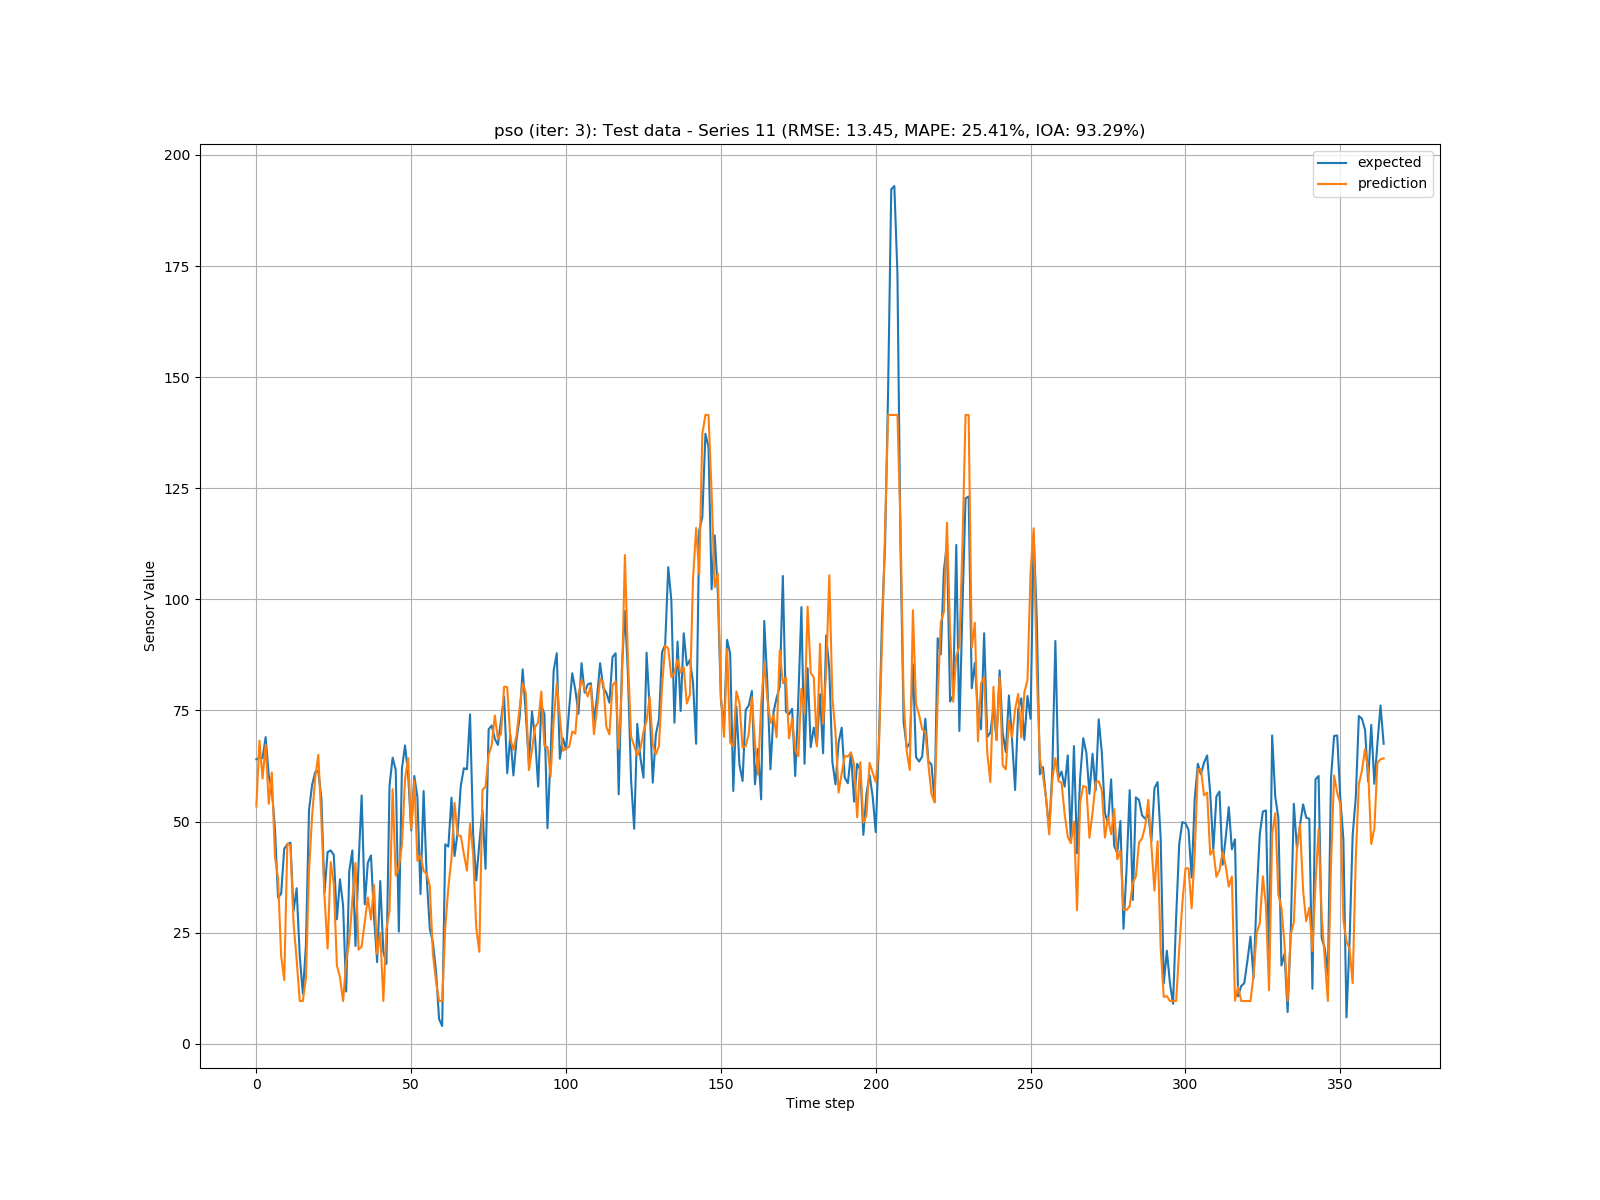 pso (iter: 3): Test data - Series 11 (RMSE: 13.45, MAPE: 25.41%, IOA: 93.29%)
200
expected
prediction
175
150
125
100
75
50
25
0
Sensor Value
0 50 100 150 200 250 300 350
Time step